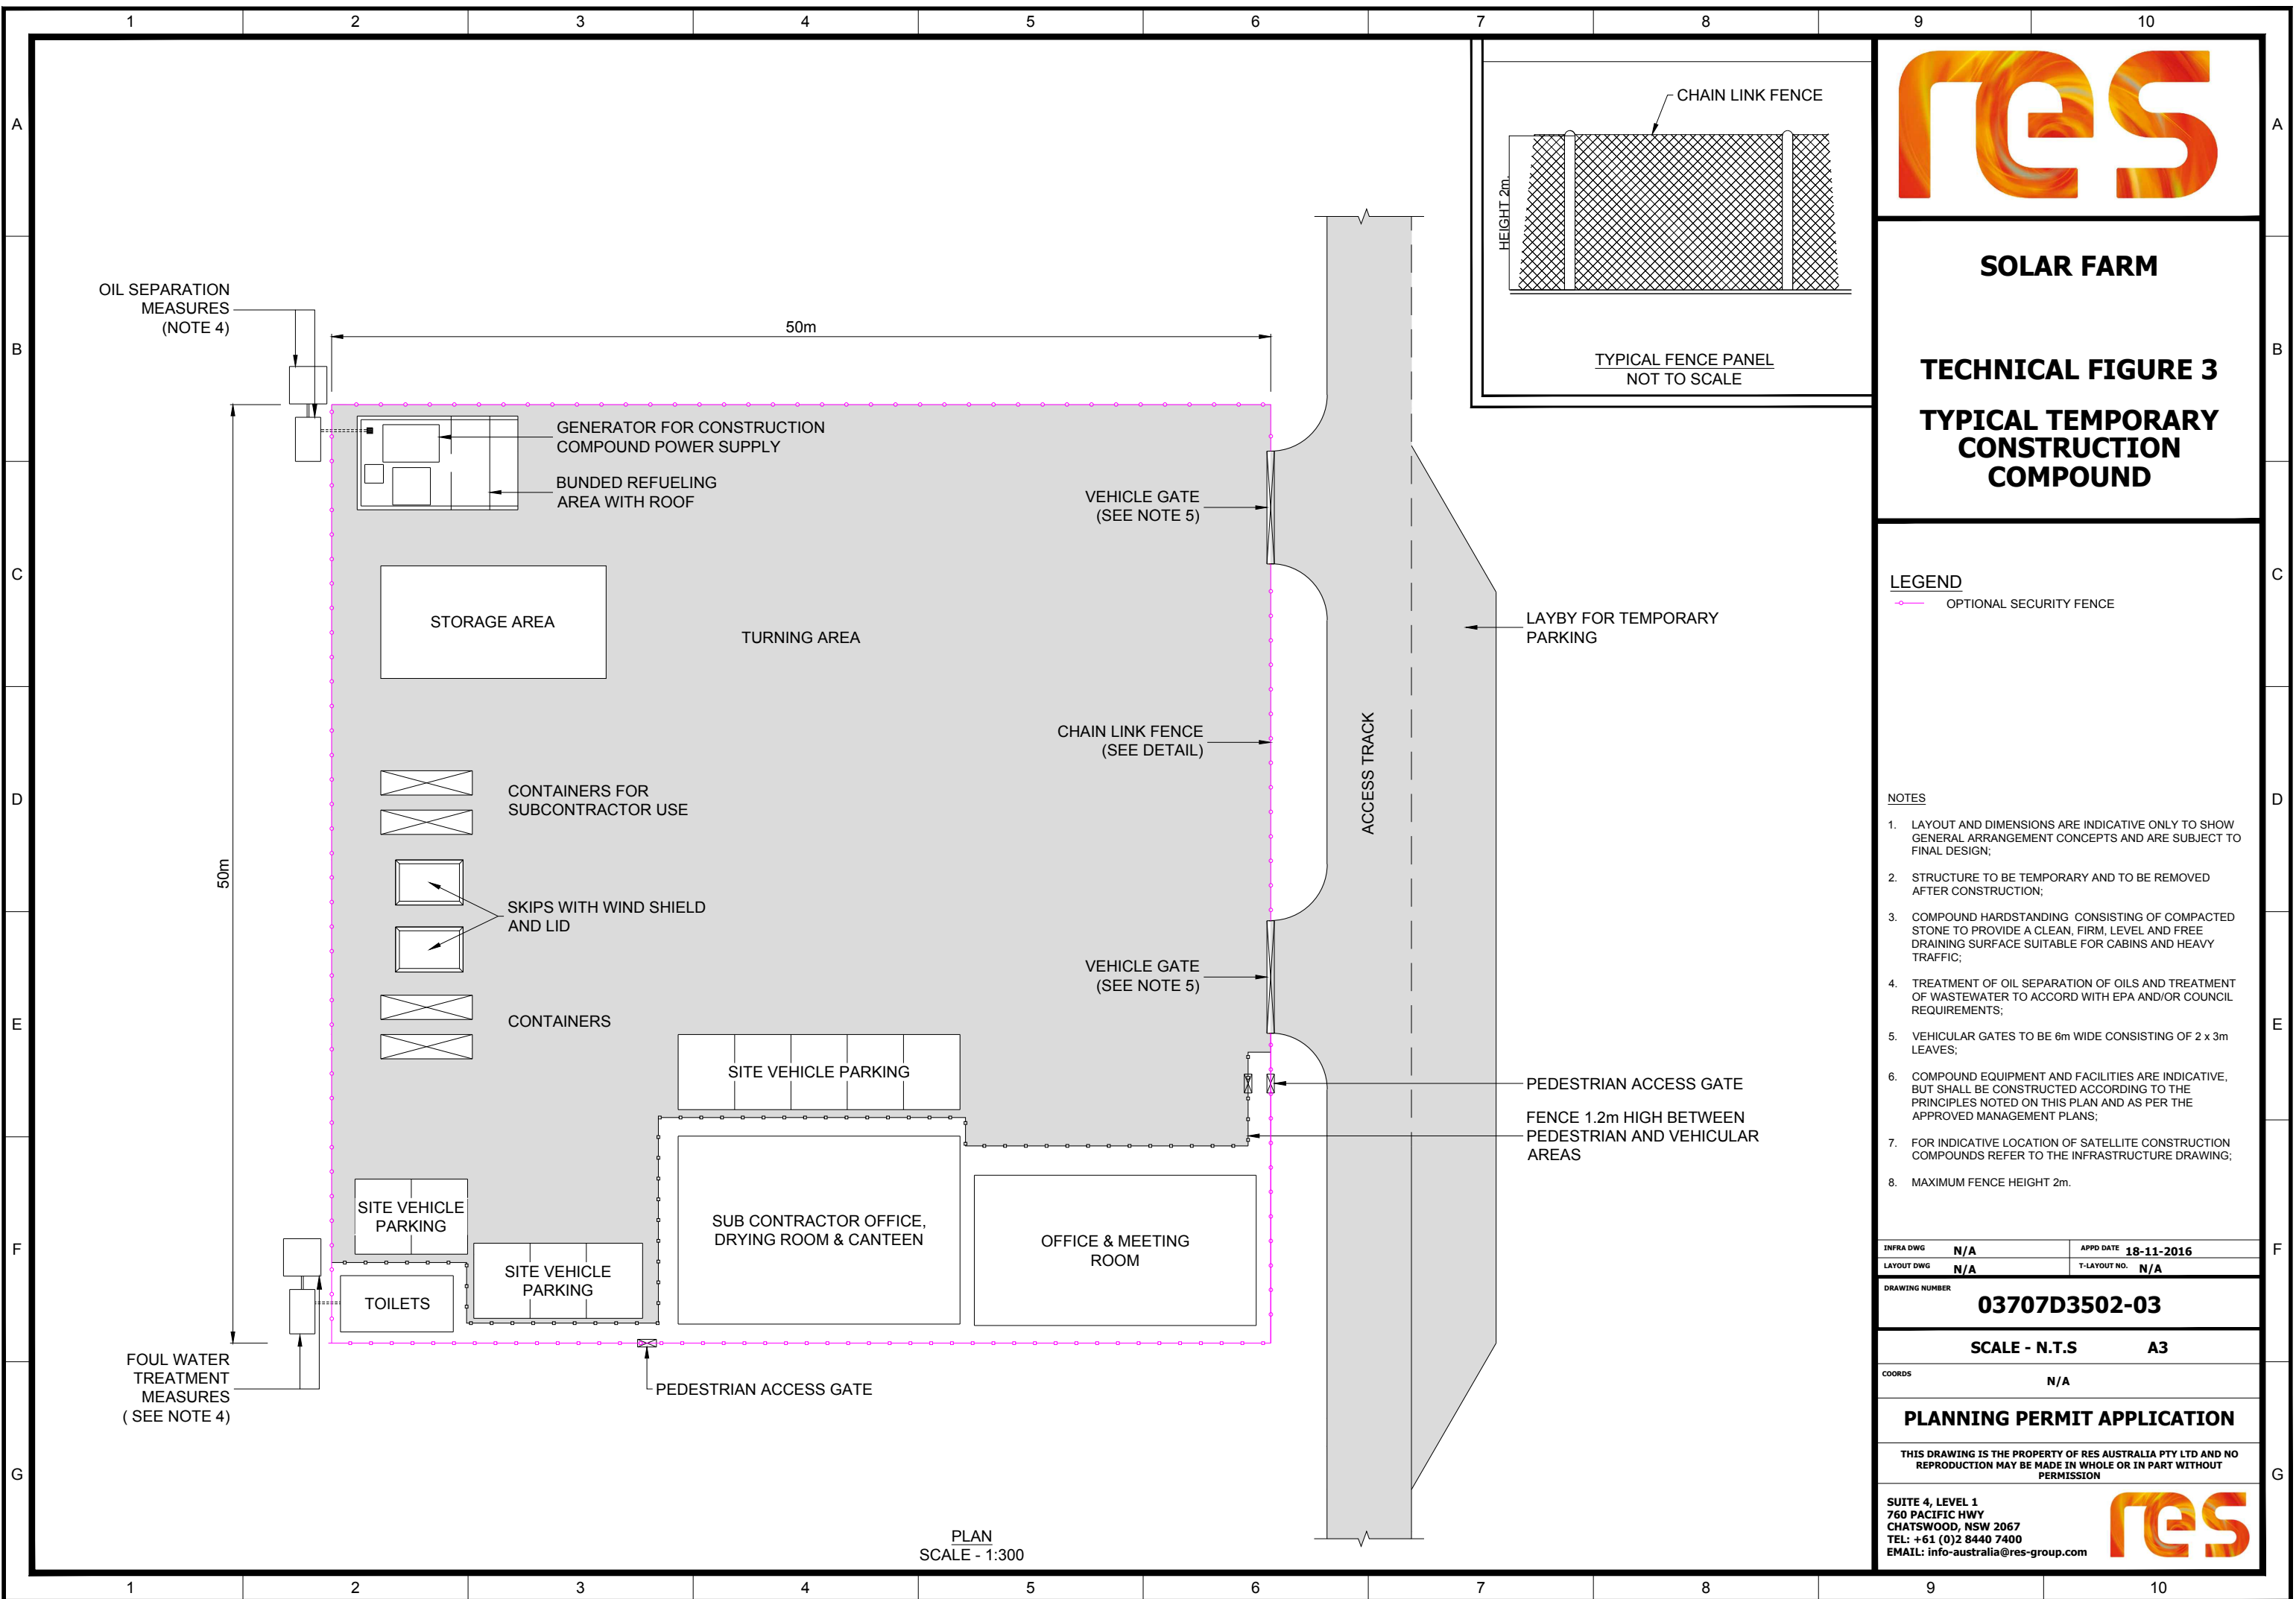 1 2 3 4 5 6 7 8 9 10
A
B
C
D
E
F
G
OIL SEPARATION
MEASURES
(NOTE 4)
50m
50m
GENERATOR FOR CONSTRUCTION
COMPOUND POWER SUPPLY
BUNDED REFUELING
AREA WITH ROOF
VEHICLE GATE
(SEE NOTE 5)
STORAGE AREA
TURNING AREA
LAYBY FOR TEMPORARY
PARKING
CHAIN LINK FENCE
(SEE DETAIL)
ACCESS TRACK
CONTAINERS FOR
SUBCONTRACTOR USE
SKIPS WITH WIND SHIELD
AND LID
VEHICLE GATE
(SEE NOTE 5)
CONTAINERS
SITE VEHICLE PARKING
PEDESTRIAN ACCESS GATE
FENCE 1.2m HIGH BETWEEN
PEDESTRIAN AND VEHICULAR
AREAS
SITE VEHICLE
PARKING
SUB CONTRACTOR OFFICE,
DRYING ROOM & CANTEEN
OFFICE & MEETING
ROOM
SITE VEHICLE
PARKING
TOILETS
FOUL WATER
TREATMENT
MEASURES
( SEE NOTE 4)
PEDESTRIAN ACCESS GATE
PLAN
SCALE - 1:300
CHAIN LINK FENCE
HEIGHT 2m.
TYPICAL FENCE PANEL
NOT TO SCALE
res
SOLAR FARM
TECHNICAL FIGURE 3
TYPICAL TEMPORARY
CONSTRUCTION
COMPOUND
LEGEND
OPTIONAL SECURITY FENCE
NOTES
1. LAYOUT AND DIMENSIONS ARE INDICATIVE ONLY TO SHOW
GENERAL ARRANGEMENT CONCEPTS AND ARE SUBJECT TO
FINAL DESIGN;
2. STRUCTURE TO BE TEMPORARY AND TO BE REMOVED
AFTER CONSTRUCTION;
3. COMPOUND HARDSTANDING CONSISTING OF COMPACTED
STONE TO PROVIDE A CLEAN, FIRM, LEVEL AND FREE
DRAINING SURFACE SUITABLE FOR CABINS AND HEAVY
TRAFFIC;
4. TREATMENT OF OIL SEPARATION OF OILS AND TREATMENT
OF WASTEWATER TO ACCORD WITH EPA AND/OR COUNCIL
REQUIREMENTS;
5. VEHICULAR GATES TO BE 6m WIDE CONSISTING OF 2 x 3m
LEAVES;
6. COMPOUND EQUIPMENT AND FACILITIES ARE INDICATIVE,
BUT SHALL BE CONSTRUCTED ACCORDING TO THE
PRINCIPLES NOTED ON THIS PLAN AND AS PER THE
APPROVED MANAGEMENT PLANS;
7. FOR INDICATIVE LOCATION OF SATELLITE CONSTRUCTION
COMPOUNDS REFER TO THE INFRASTRUCTURE DRAWING;
8. MAXIMUM FENCE HEIGHT 2m.
INFRA DWG N/A APPD DATE 18-11-2016
LAYOUT DWG N/A T-LAYOUT NO. N/A
DRAWING NUMBER
03707D3502-03
SCALE - N.T.S A3
COORDS
N/A
PLANNING PERMIT APPLICATION
THIS DRAWING IS THE PROPERTY OF RES AUSTRALIA PTY LTD AND NO
REPRODUCTION MAY BE MADE IN WHOLE OR IN PART WITHOUT
PERMISSION
SUITE 4, LEVEL 1
760 PACIFIC HWY
CHATSWOOD, NSW 2067
TEL: +61 (0)2 8440 7400
EMAIL: info-australia@res-group.com
res
A
B
C
D
E
F
G
1 2 3 4 5 6 7 8 9 10